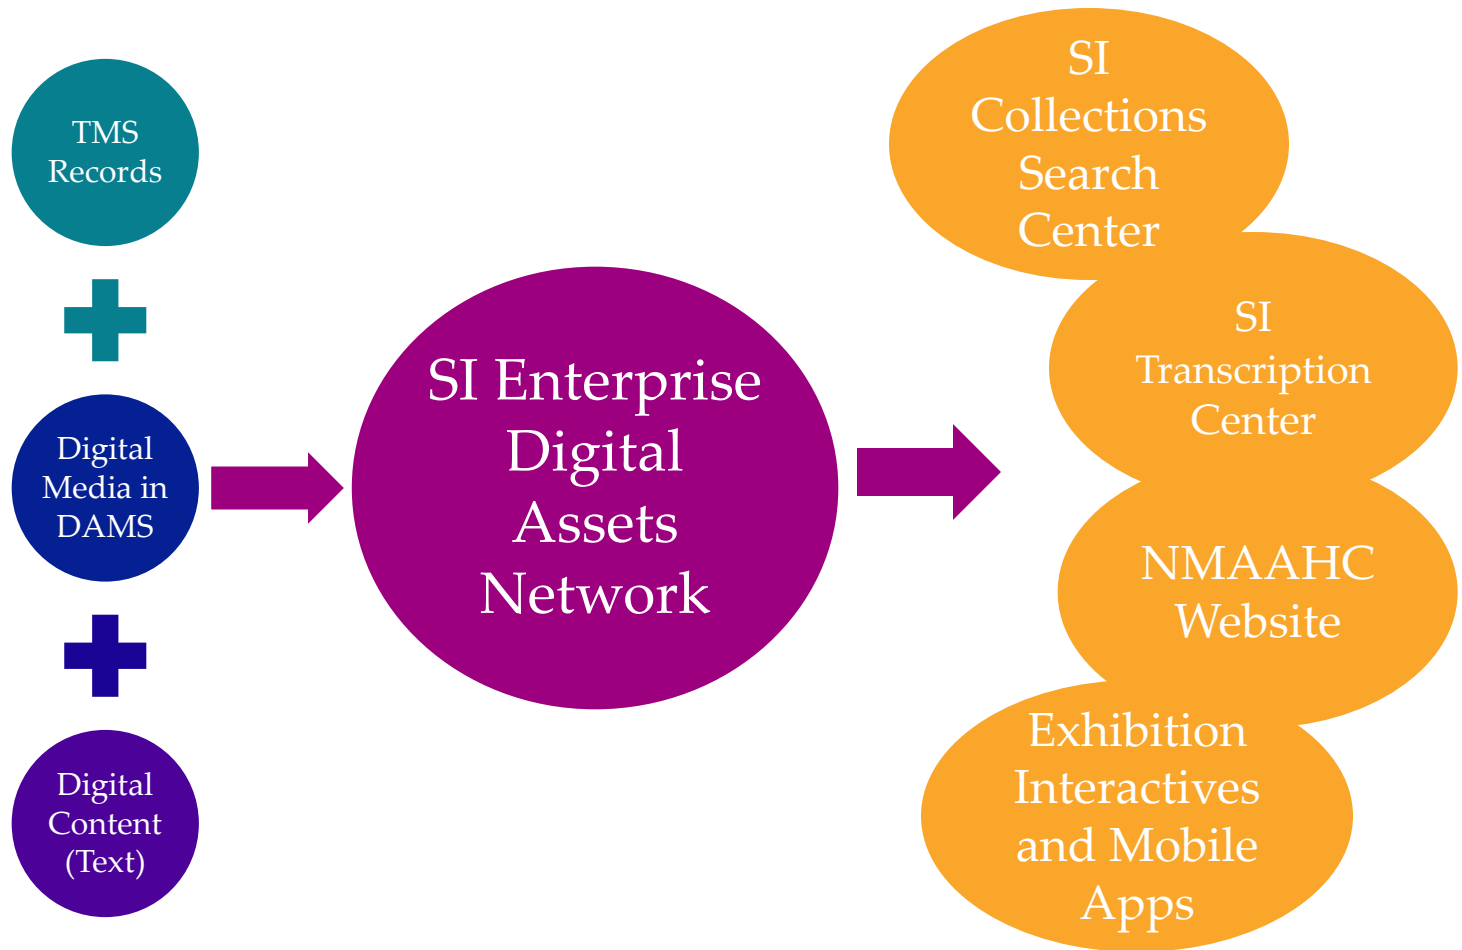 TMS
Records
Digital
Media in
DAMS
Digital
Content
(Text)
SI Enterprise
Digital
Assets
Network
SI
Collections
Search
Center
SI
Transcription
Center
NMAAHC
Website
Exhibition
Interactives
and Mobile
Apps